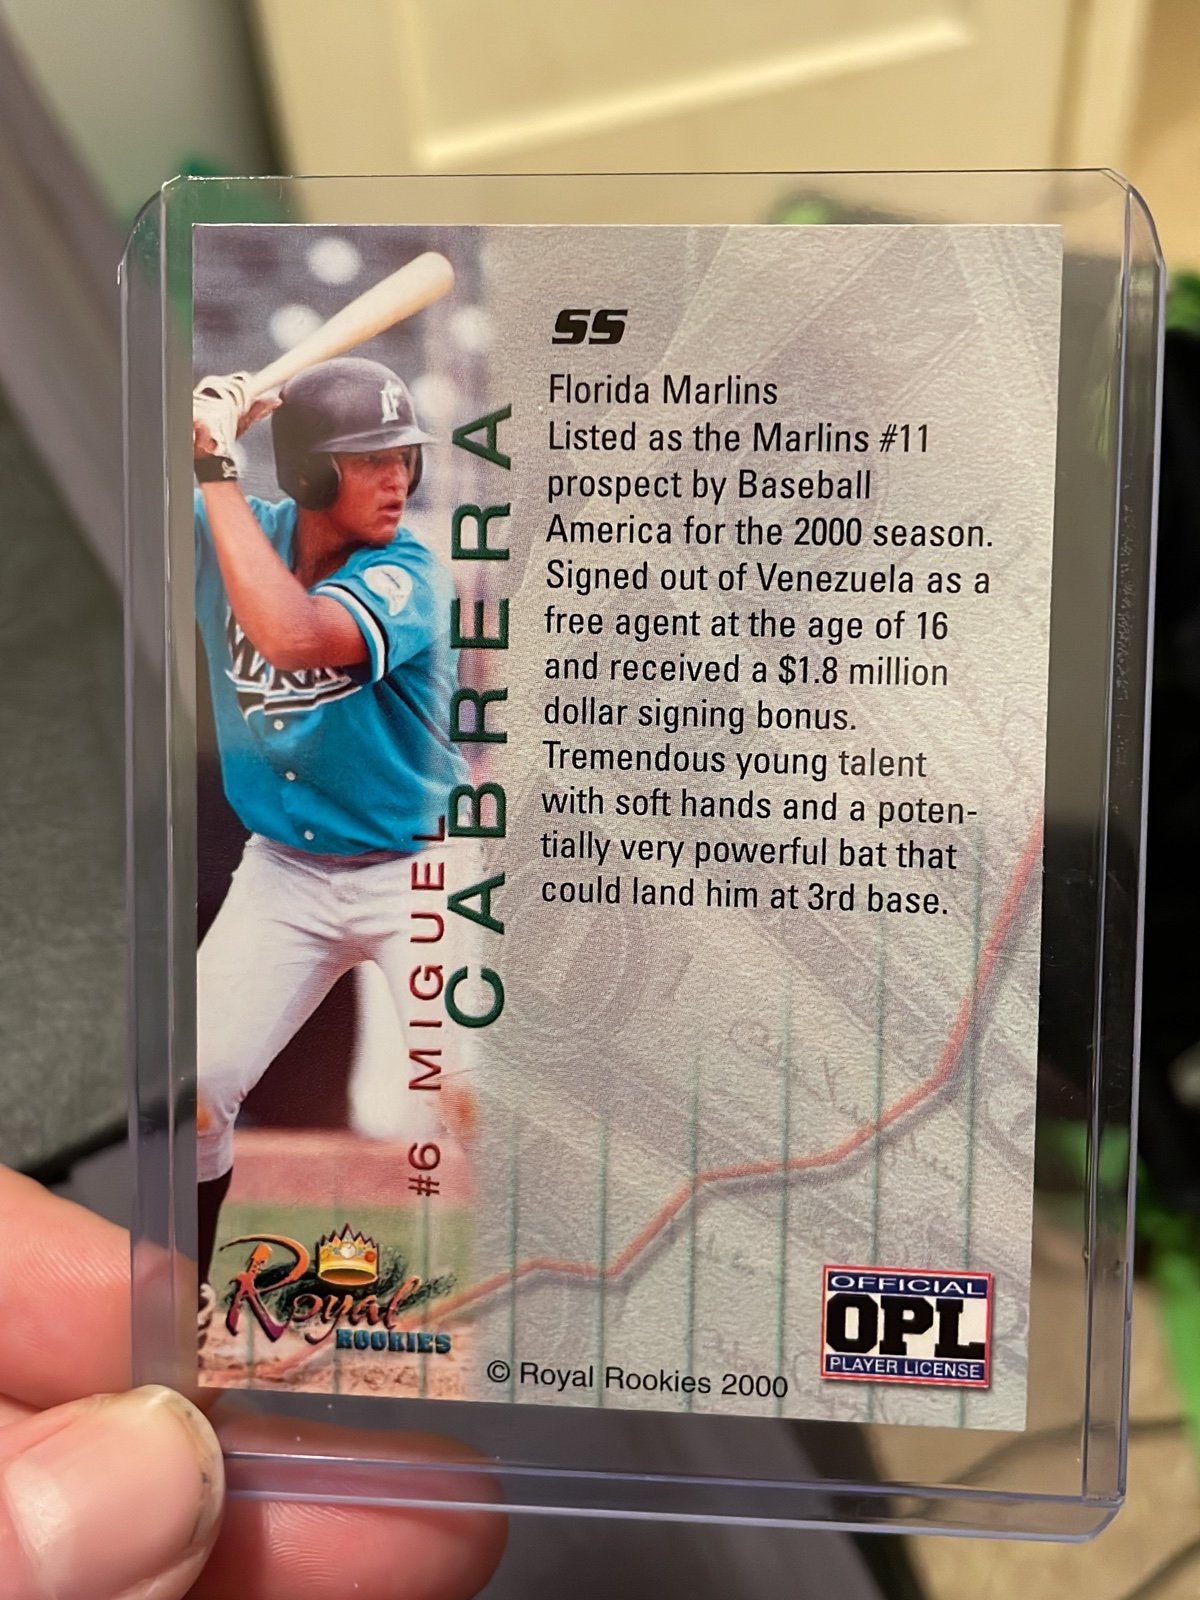 SS
Florida Marlins
Listed as the Marlins #11
prospect by Baseball
America for the 2000 season.
Signed out of Venezuela as a
free agent at the age of 16
and received a $1.8 million
dollar signing bonus.
Tremendous young talent
with soft hands and a poten-
tially very powerful bat that
could land him at 3rd base.
#6 MIGUEL
CABRERA
Royal
ROOKIES
© Royal Rookies 2000
OFFICIAL
OPL
PLAYER LICENSE